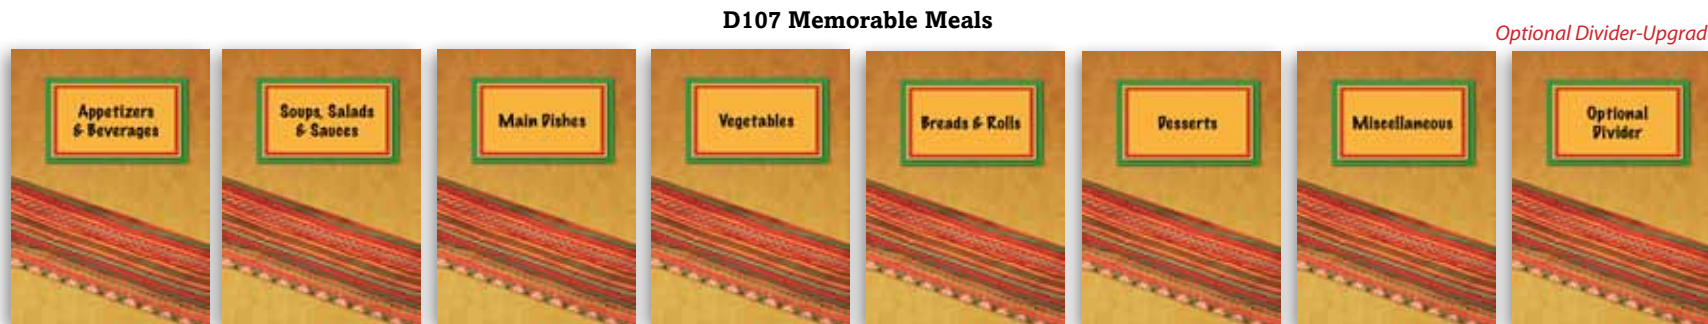 D107 Memorable Meals
Optional Divider-Upgrad
Appetizers
& Beverages
Soups, Salads
& Sauces
Main Dishes
Vegetables
Breads & Rolls
Desserts
Miscellaneous
Optional
Divider